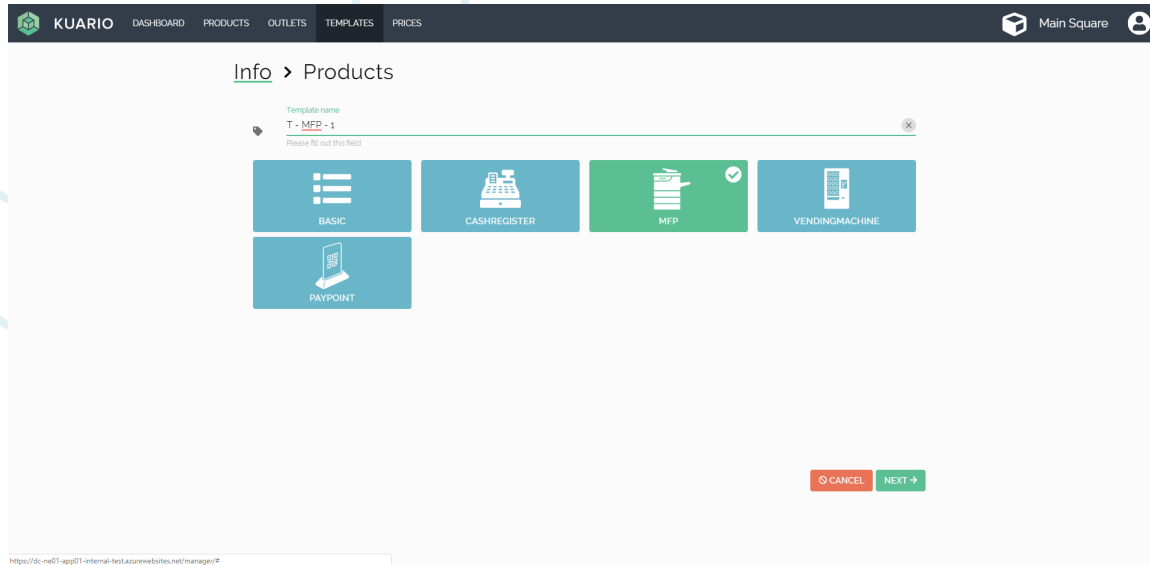 KUARIO DASHBOARD PRODUCTS OUTLETS TEMPLATES PRICES Main Square
Info > Products
Template name
T - MFP - 1
Please fill out this field
BASIC CASHREGISTER MFP VENDINGMACHINE
PAYPOINT
CANCEL NEXT →
https://dc-ne01-app01-internal-test.azurewebsites.net/manager/#